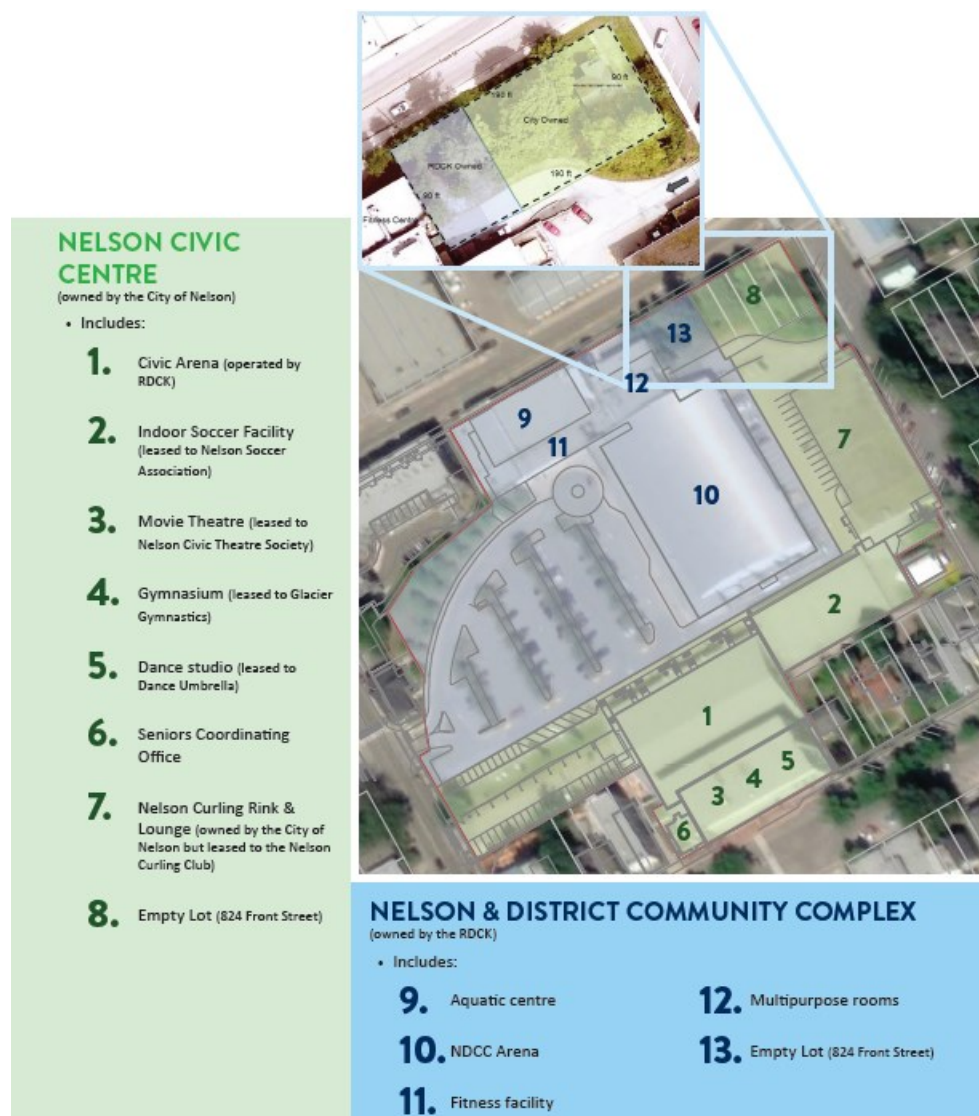 190 ft
90 ft
City Owned
RDCK Owned
190 ft
90 ft
Fitness Centre
NELSON CIVIC
CENTRE
(owned by the City of Nelson)
• Includes:
1. Civic Arena (operated by
RDCK)
2. Indoor Soccer Facility
(leased to Nelson Soccer
Association)
3. Movie Theatre (leased to
Nelson Civic Theatre Society)
4. Gymnasium (leased to Glacier
Gymnastics)
5. Dance studio (leased to
Dance Umbrella)
6. Seniors Coordinating
Office
7. Nelson Curling Rink &
Lounge (owned by the City of
Nelson but leased to the Nelson
Curling Club)
8. Empty Lot (824 Front Street)
8
13
12
9
11
7
10
2
1
5
4
3
6
NELSON & DISTRICT COMMUNITY COMPLEX
(owned by the RDCK)
• Includes:
9. Aquatic centre
10. NDCC Arena
11. Fitness facility
12. Multipurpose rooms
13. Empty Lot (824 Front Street)